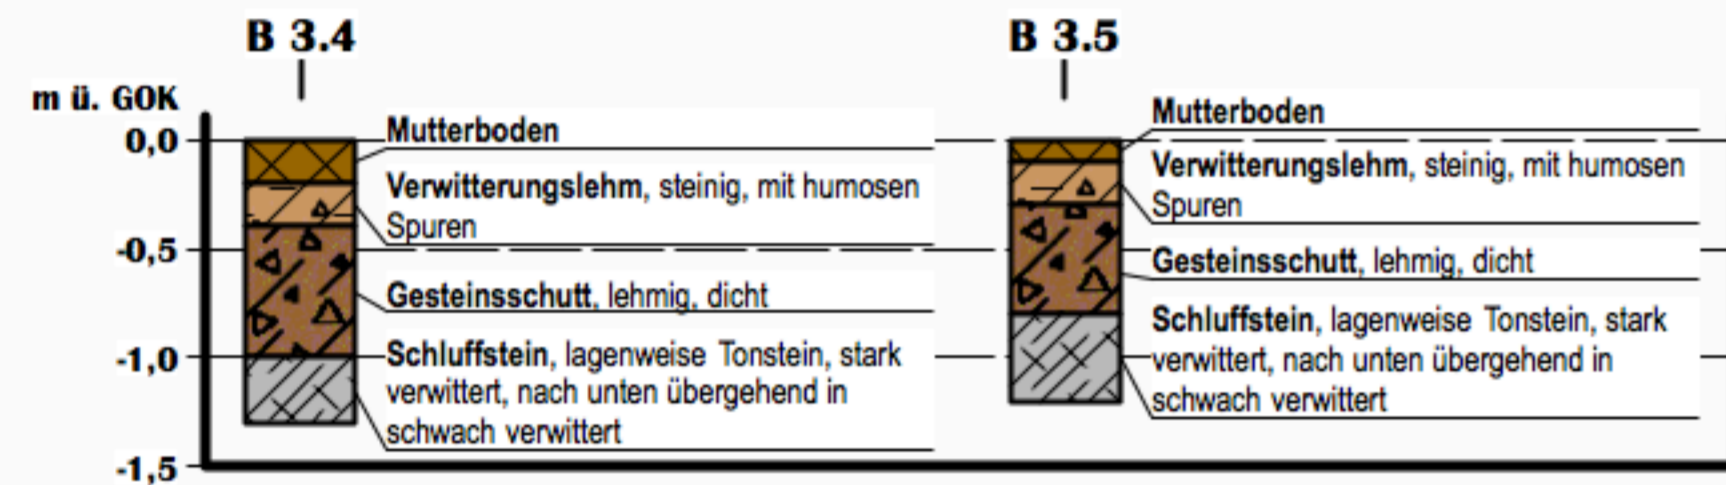 B 3.4
B 3.5
m ü. GOK
0,0
-0,5
-1,0
-1,5
Mutterboden
Verwitterungslehm, steinig, mit humosen
Spuren
Gesteinsschutt, lehmig, dicht
Schluffstein, lagenweise Tonstein, stark
verwittert, nach unten übergehend in
schwach verwittert
Mutterboden
Verwitterungslehm, steinig, mit humosen
Spuren
Gesteinsschutt, lehmig, dicht
Schluffstein, lagenweise Tonstein, stark
verwittert, nach unten übergehend in
schwach verwittert